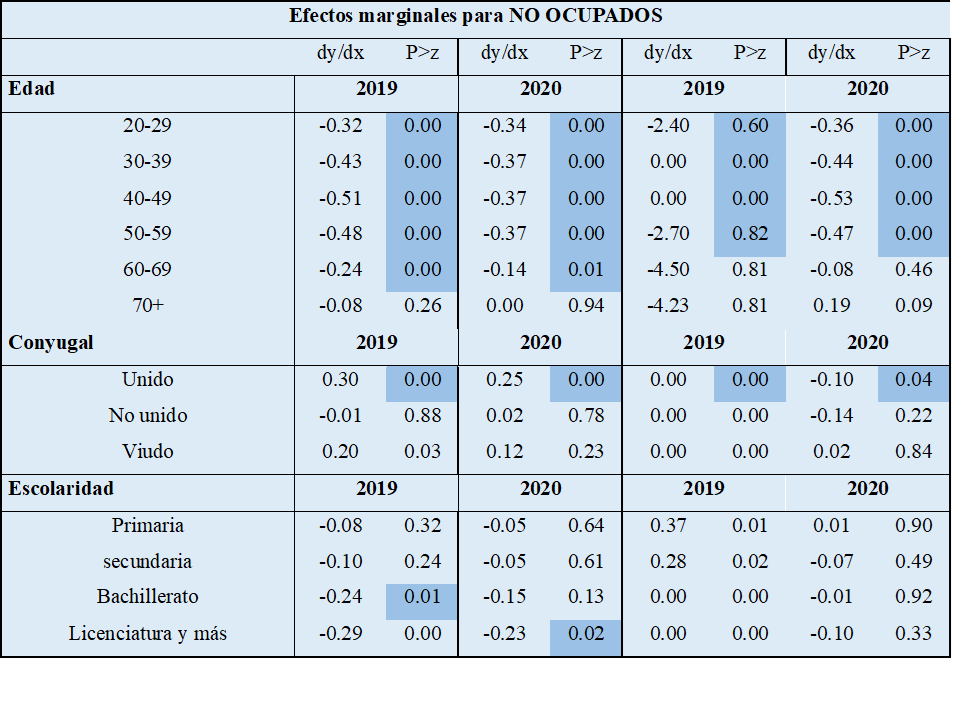 Efectos marginales para NO OCUPADOS
dy/dx P>z dy/dx P>z dy/dx P>z dy/dx P>z
Edad 2019 2020 2019 2020
20-29 -0.32 0.00 -0.34 0.00 -2.40 0.60 -0.36 0.00
30-39 -0.43 0.00 -0.37 0.00 0.00 0.00 -0.44 0.00
40-49 -0.51 0.00 -0.37 0.00 0.00 0.00 -0.53 0.00
50-59 -0.48 0.00 -0.37 0.00 -2.70 0.82 -0.47 0.00
60-69 -0.24 0.00 -0.14 0.01 -4.50 0.81 -0.08 0.46
70+ -0.08 0.26 0.00 0.94 -4.23 0.81 0.19 0.09
Conyugal 2019 2020 2019 2020
Unido 0.30 0.00 0.25 0.00 0.00 0.00 -0.10 0.04
No unido -0.01 0.88 0.02 0.78 0.00 0.00 -0.14 0.22
Viudo 0.20 0.03 0.12 0.23 0.00 0.00 0.02 0.84
Escolaridad 2019 2020 2019 2020
Primaria -0.08 0.32 -0.05 0.64 0.37 0.01 0.01 0.90
secundaria -0.10 0.24 -0.05 0.61 0.28 0.02 -0.07 0.49
Bachillerato -0.24 0.01 -0.15 0.13 0.00 0.00 -0.01 0.92
Licenciatura y más -0.29 0.00 -0.23 0.02 0.00 0.00 -0.10 0.33